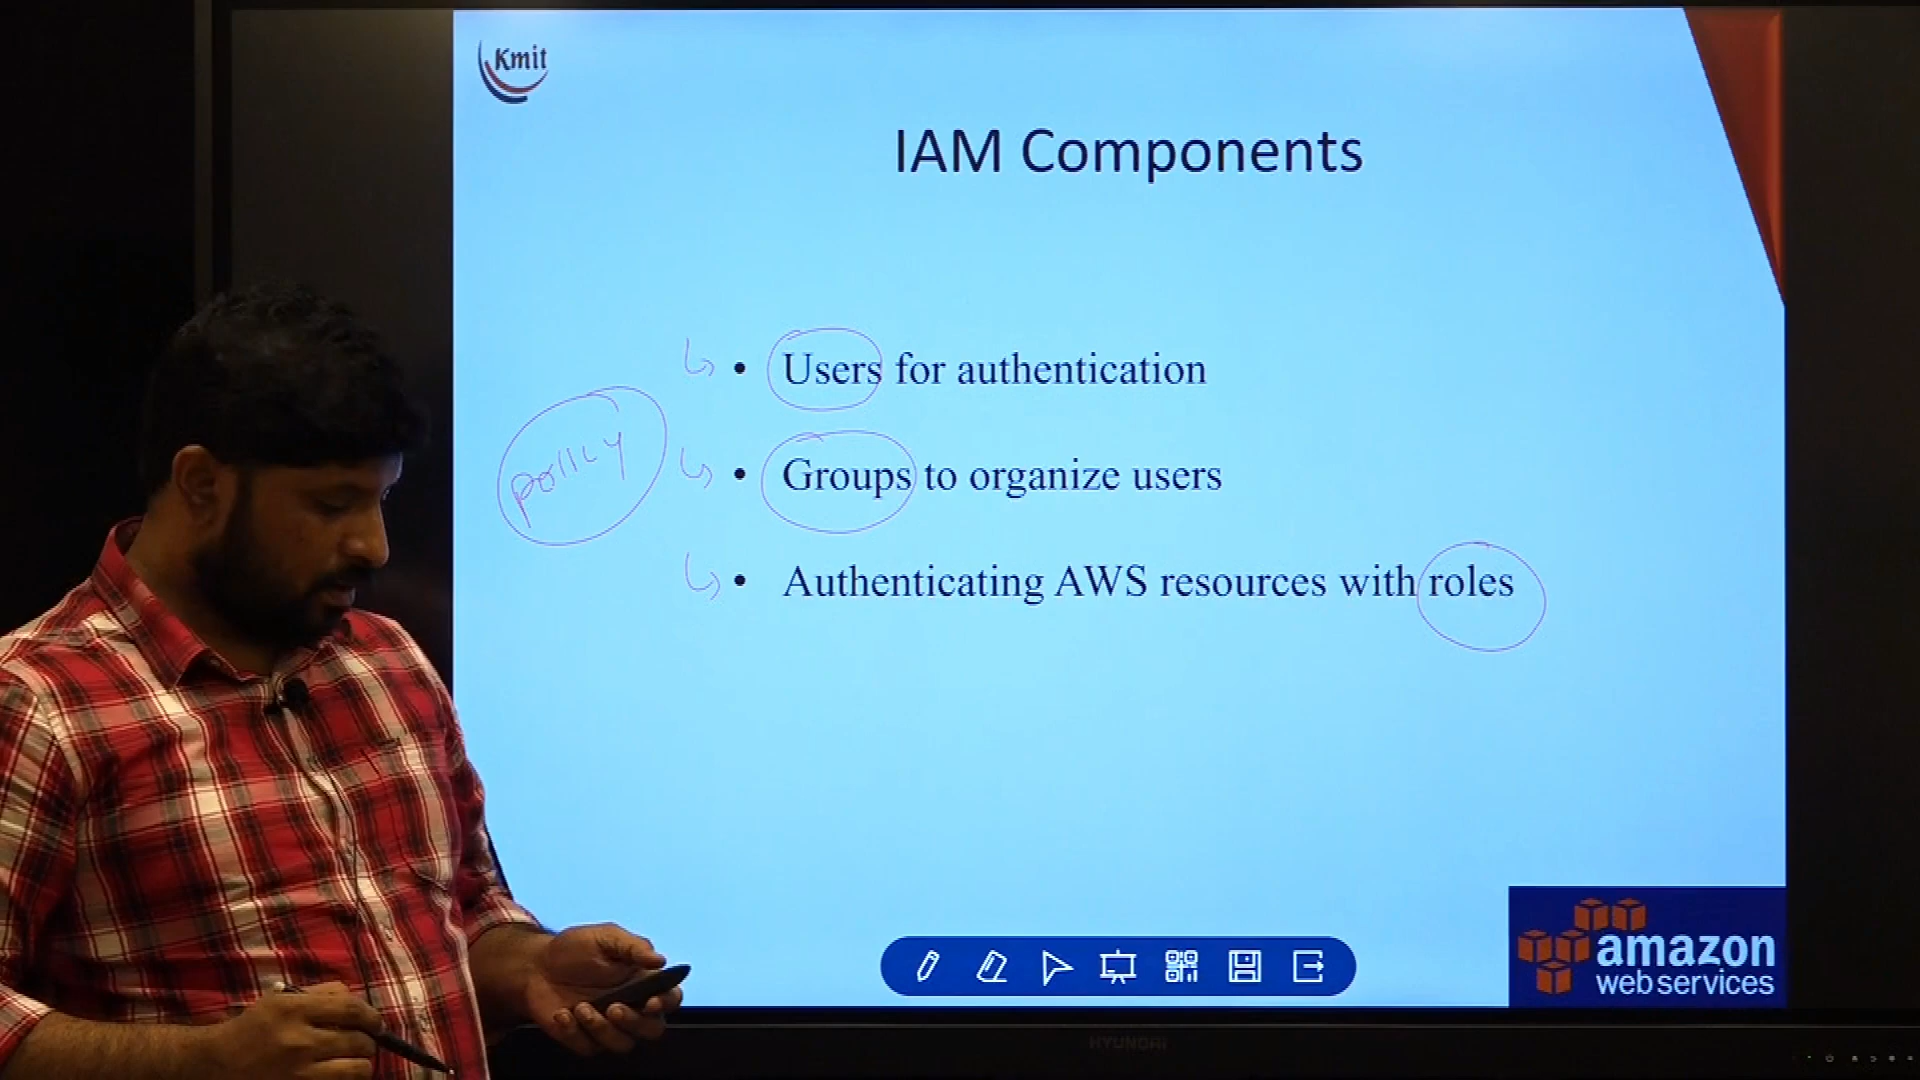 Kmit
IAM Components
• Users for authentication
policy
• Groups to organize users
• Authenticating AWS resources with roles
amazon
web services
HYUNDAI